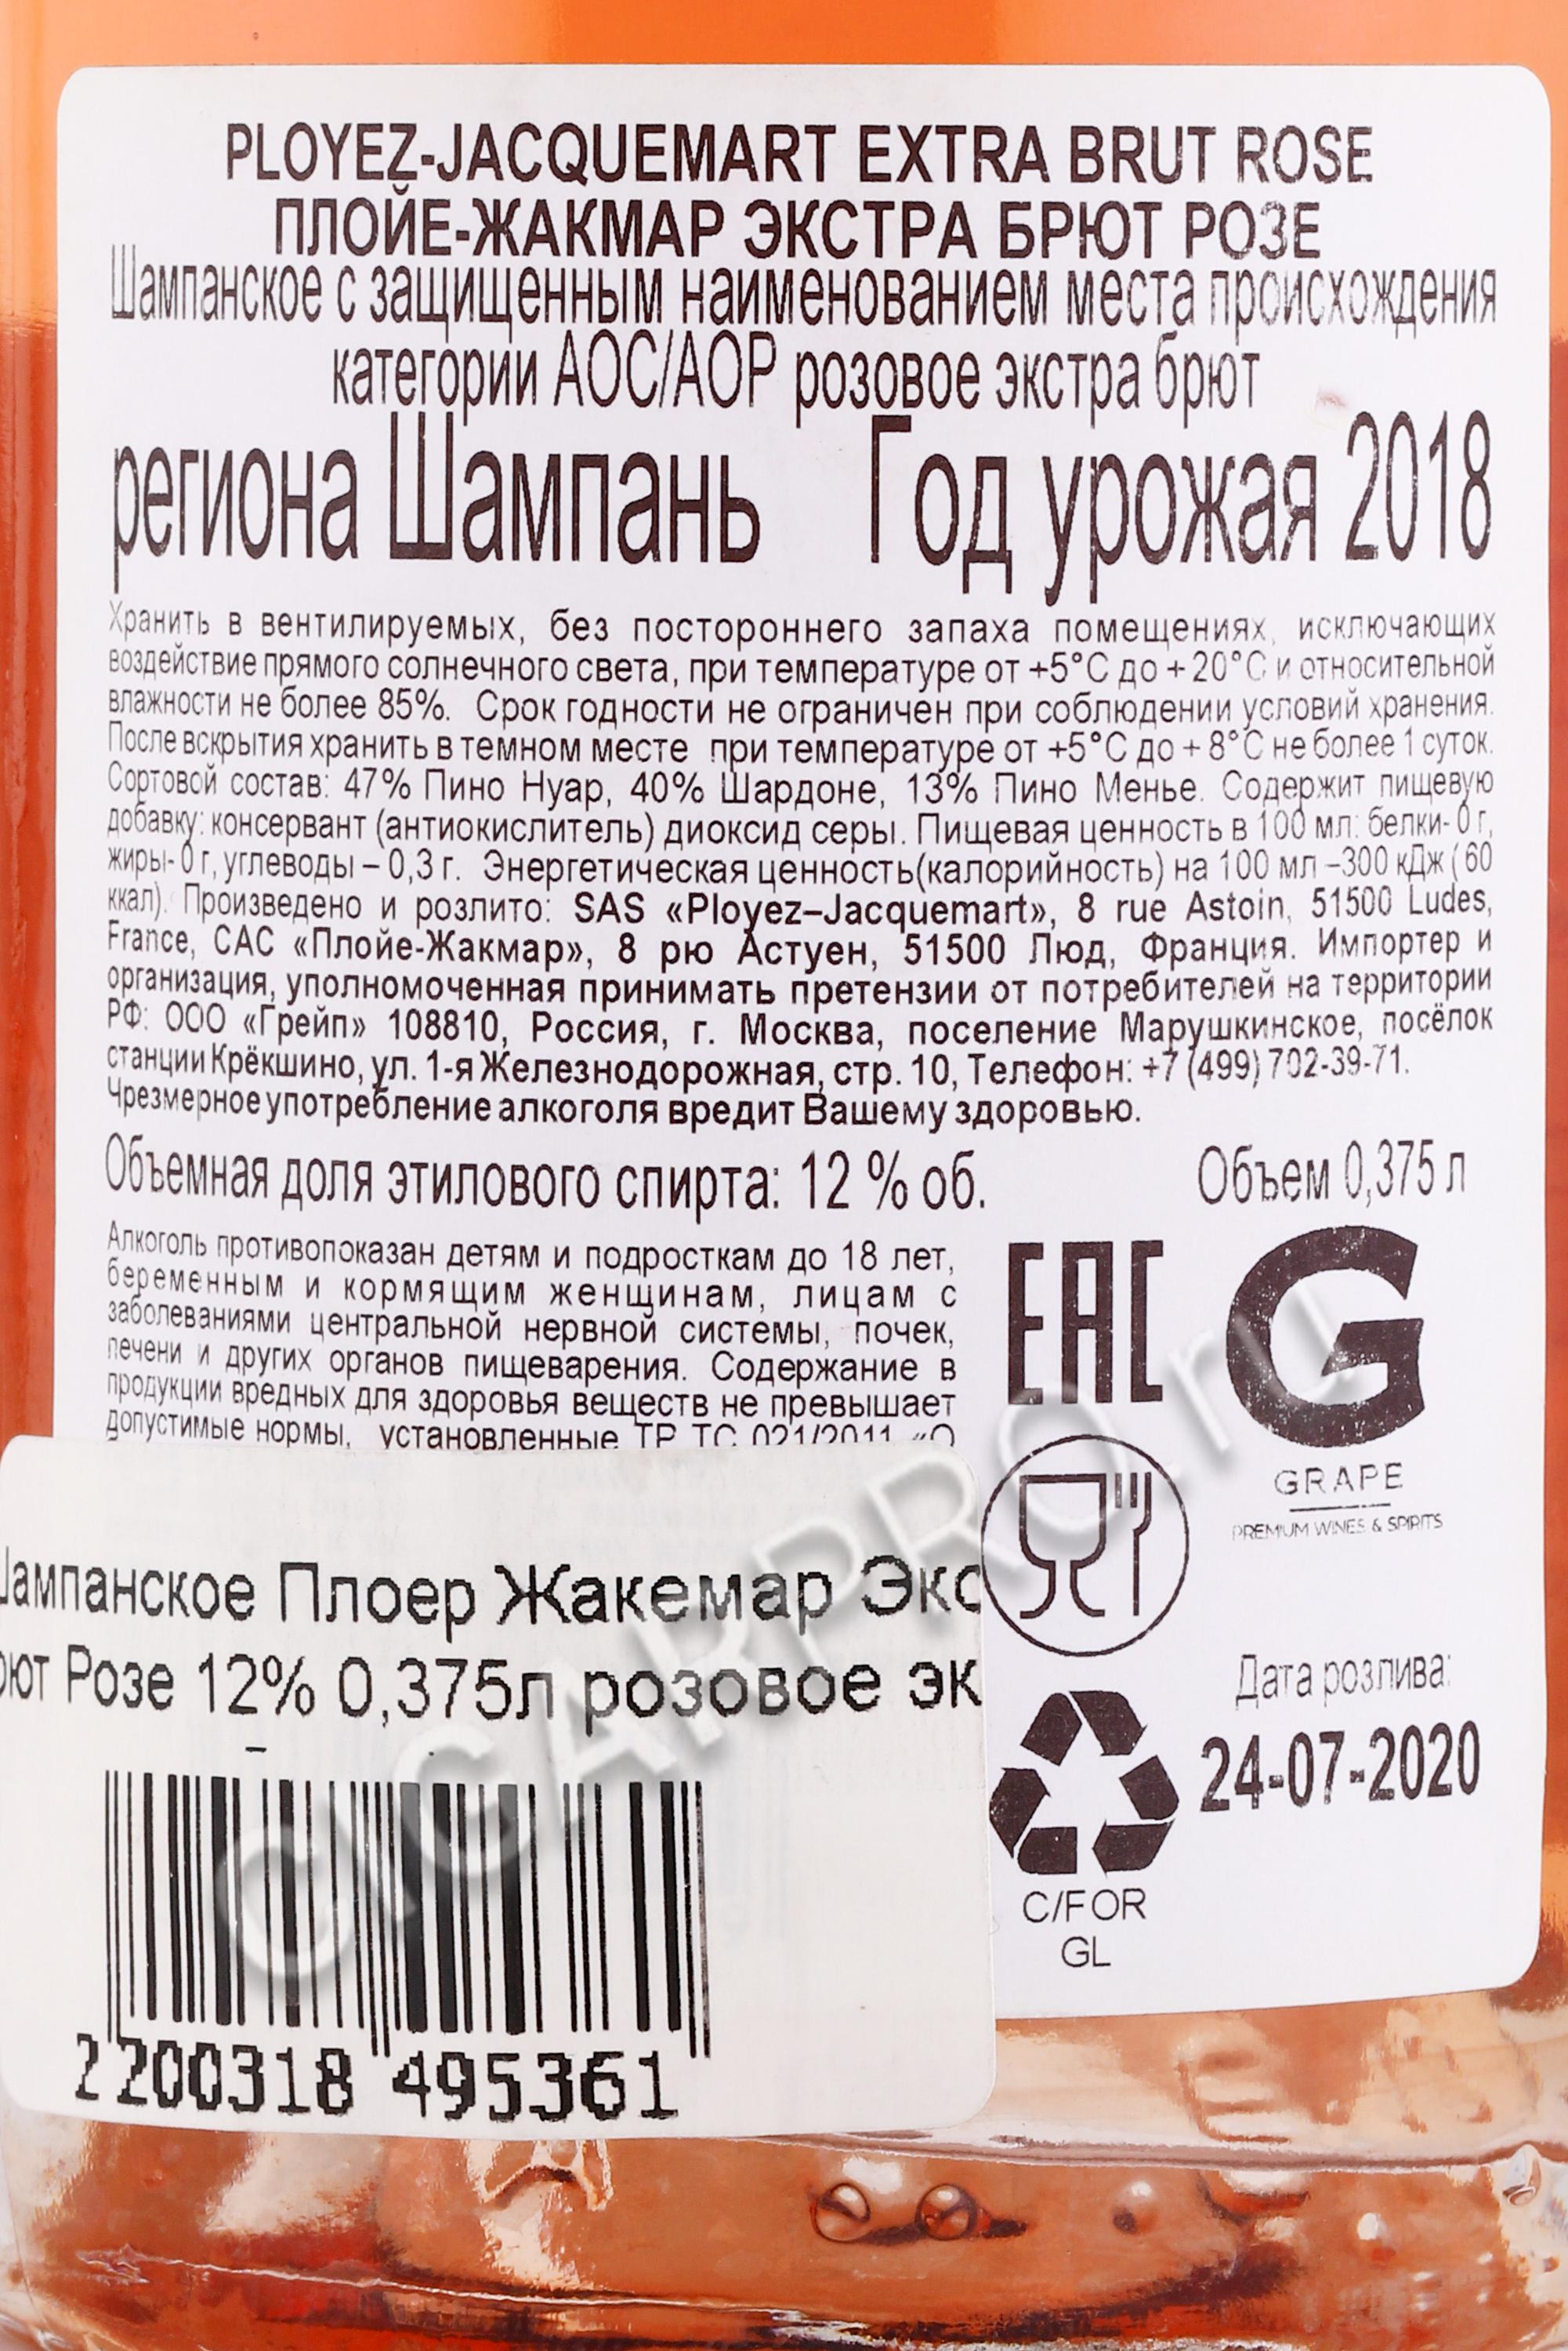 PLOYEZ-JACQUEMART EXTRA BRUT ROSE
ПЛОЙЕ-ЖАКМАР ЭКСТРА БРЮТ РОЗЕ
Шампанское с защищенным наименованием места происхождения
категории AOC/AOP розовое экстра брют
региона Шампань Год урожая 2018
Хранить в вентилируемых, без постороннего запаха помещениях, исключающих
воздействие прямого солнечного света, при температуре от +5°С до +20°С и относительной
влажности не более 85%. Срок годности не ограничен при соблюдении условий хранения.
После вскрытия хранить в темном месте при температуре от +5°С до + 8°С не более 1 суток.
Сортовой состав: 47% Пино Нуар, 40% Шардоне, 13% Пино Менье. Содержит пищевую
добавку: консервант (антиокислитель) диоксид серы. Пищевая ценность в 100 мл: белки- 0 г,
жиры- 0 г, углеводы – 0,3 г. Энергетическая ценность(калорийность) на 100 мл –300 кДж ( 60
ккал). Произведено и розлито: SAS «Ployez–Jacquemart», 8 rue Astoin, 51500 Ludes,
France, САС «Плойе-Жакмар», 8 рю Астуен, 51500 Люд, Франция. Импортер и
организация, уполномоченная принимать претензии от потребителей на территории
РФ: ООО «Грейп» 108810, Россия, г. Москва, поселение Марушкинское, посёлок
станции Крёкшино, ул. 1-я Железнодорожная, стр. 10, Телефон: +7 (499) 702-39-71.
Чрезмерное употребление алкоголя вредит Вашему здоровью.
Объемная доля этилового спирта: 12 % об. Объем 0,375 л
Алкоголь противопоказан детям и подросткам до 18 лет,
беременным и кормящим женщинам, лицам с
заболеваниями центральной нервной системы, почек,
печени и других органов пищеварения. Содержание в
продукции вредных для здоровья веществ не превышает
допустимые нормы, установленные ТР ТС 021/2011 «О
EAC
G
GRAPE
PREMIUM WINES & SPIRITS
Шампанское Плоер Жакемар Экс
рют Розе 12% 0,375л розовое эк
Дата розлива:
24-07-2020
C/FOR
GL
2 200318 495361
CIGARPRO.ru